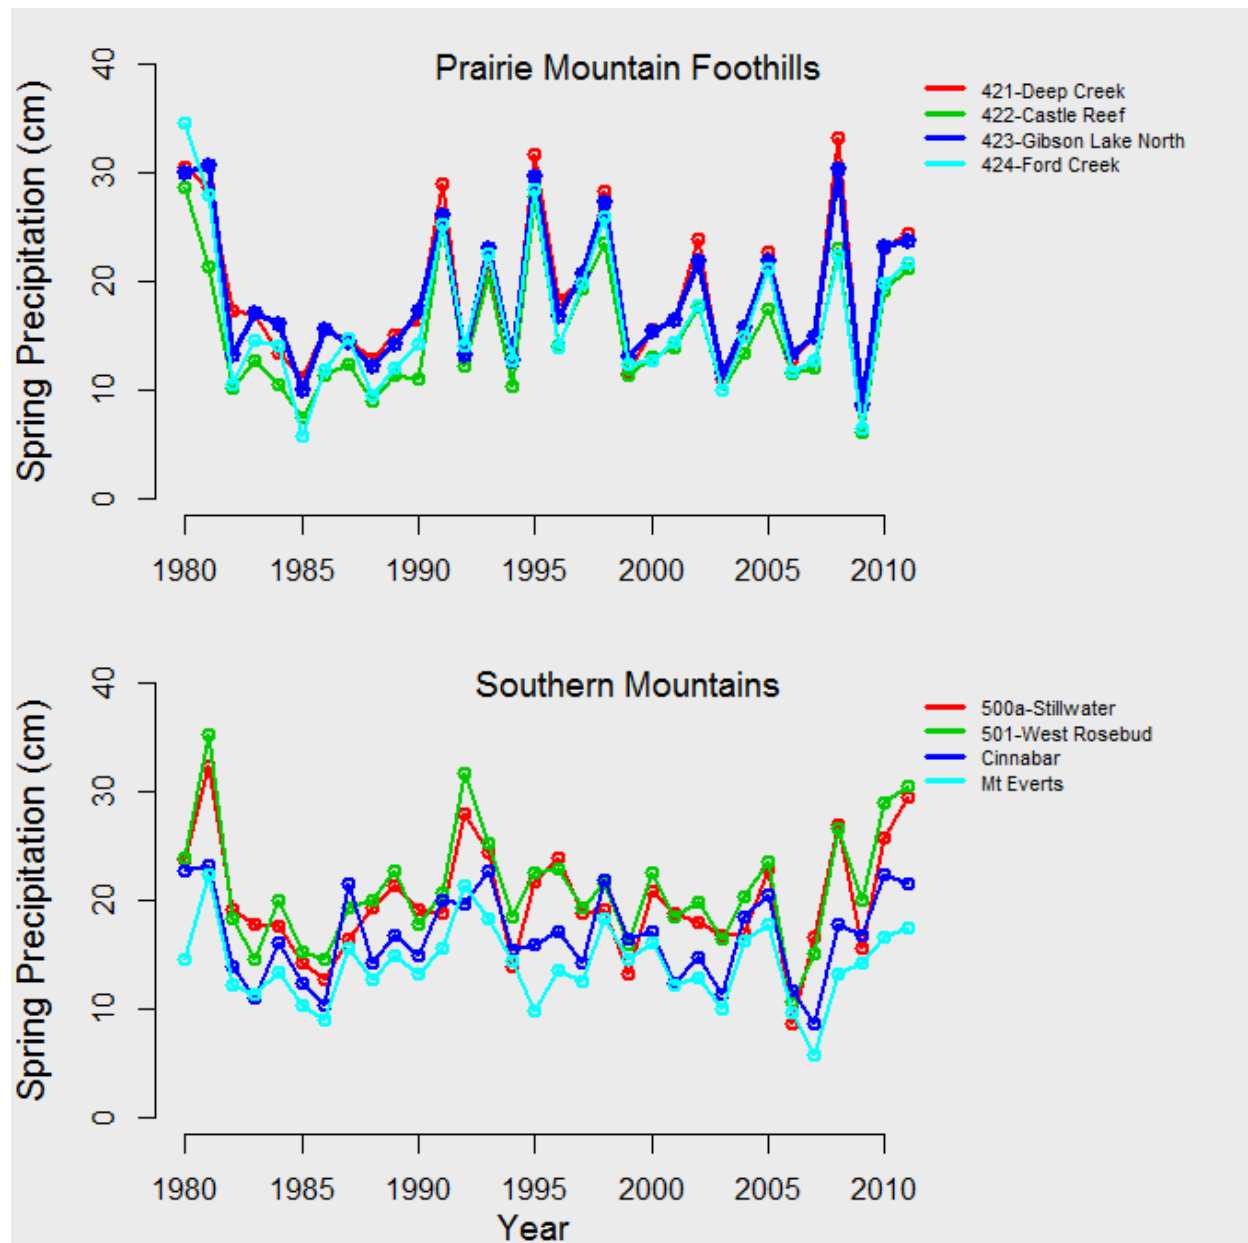 Prairie Mountain Foothills
Spring Precipitation (cm)
40
30
20
10
0
1980 1985 1990 1995 2000 2005 2010
421-Deep Creek
422-Castle Reef
423-Gibson Lake North
424-Ford Creek
Southern Mountains
Spring Precipitation (cm)
40
30
20
10
0
1980 1985 1990 1995 2000 2005 2010
Year
500a-Stillwater
501-West Rosebud
Cinnabar
Mt Everts